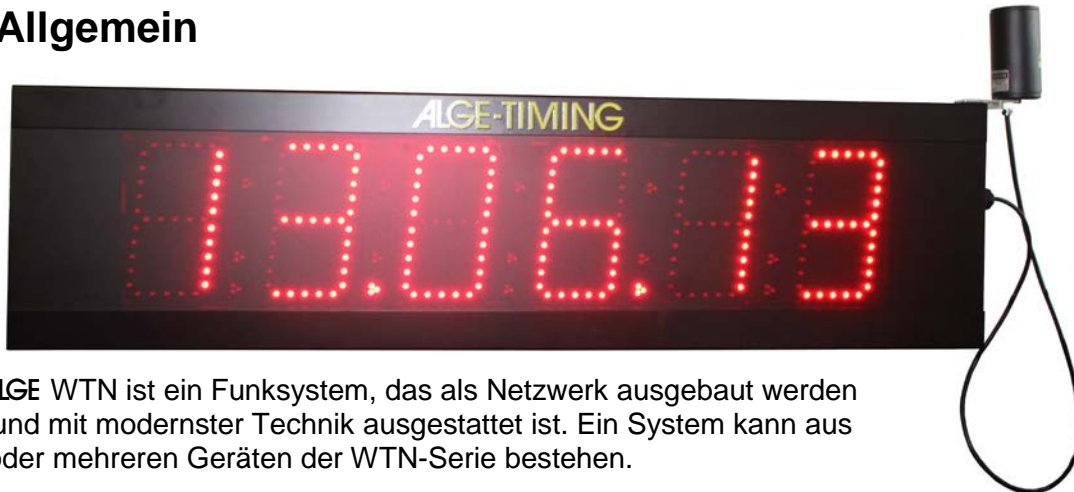 Allgemein
ALGE-TIMING
13.06.13
LGE WTN ist ein Funksystem, das als Netzwerk ausgebaut werden
und mit modernster Technik ausgestattet ist. Ein System kann aus
oder mehreren Geräten der WTN-Serie bestehen.